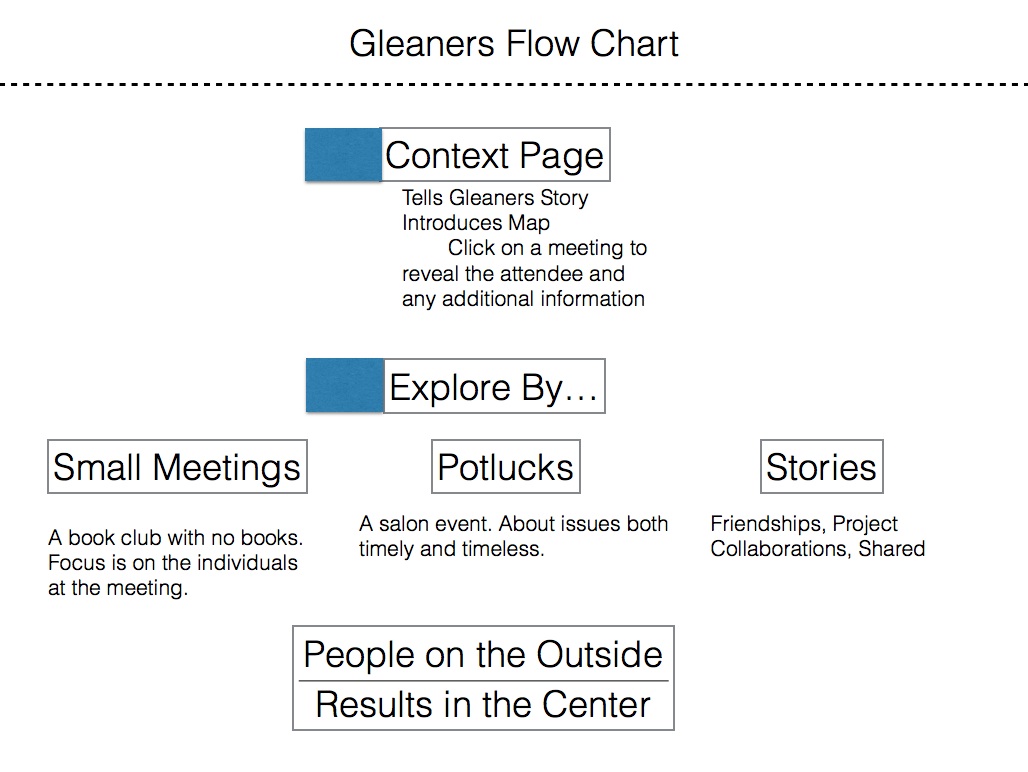 Gleaners Flow Chart
Context Page
Tells Gleaners Story
Introduces Map
Click on a meeting to
reveal the attendee and
any additional information
Explore By…
Small Meetings
A book club with no books.
Focus is on the individuals
at the meeting.
Potlucks
A salon event. About issues both
timely and timeless.
Stories
Friendships, Project
Collaborations, Shared
People on the Outside
Results in the Center